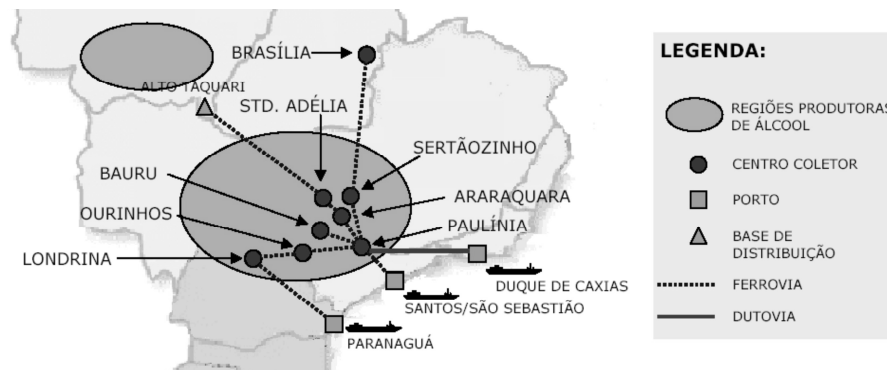 BRASÍLIA
ALTO TAQUARI
STD. ADÉLIA
SERTÃOZINHO
BAURU
ARARAQUARA
OURINHOS
PAULÍNIA
LONDRINA
DUQUE DE CAXIAS
SANTOS/SÃO SEBASTIÃO
PARANAGUÁ
LEGENDA:
REGIÕES PRODUTORAS
DE ÁLCOOL
CENTRO COLETOR
PORTO
BASE DE
DISTRIBUIÇÃO
FERROVIA
DUTOVIA